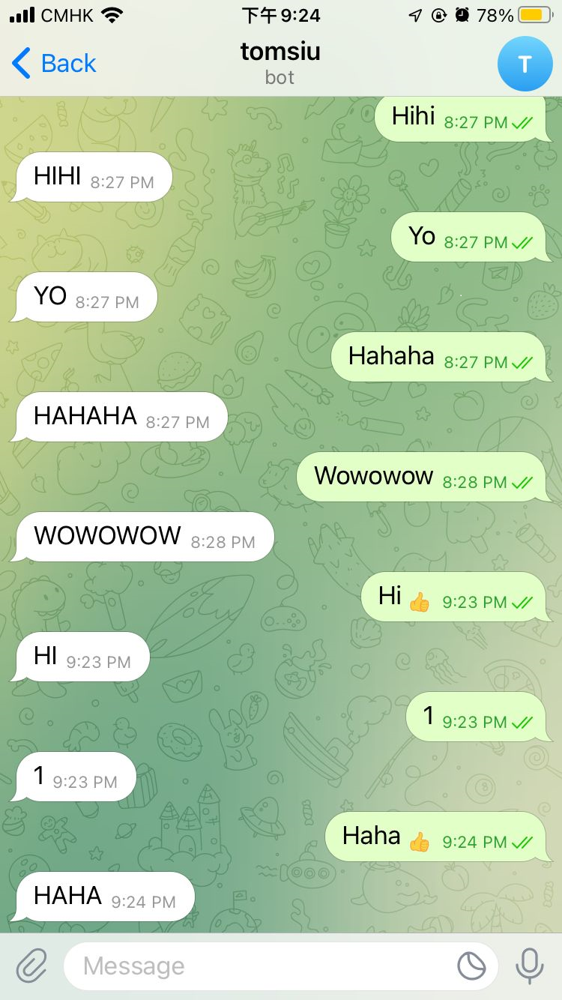 CMHK 下午9:24 78%
Back
tomsiu
bot
T
Hihi 8:27 PM
HIHI 8:27 PM
Yo 8:27 PM
YO 8:27 PM
Hahaha 8:27 PM
HAHAHA 8:27 PM
Wowowow 8:28 PM
WOWOWOW 8:28 PM
Hi 👍 9:23 PM
HI 9:23 PM
1 9:23 PM
1 9:23 PM
Haha 👍 9:24 PM
HAHA 9:24 PM
Message